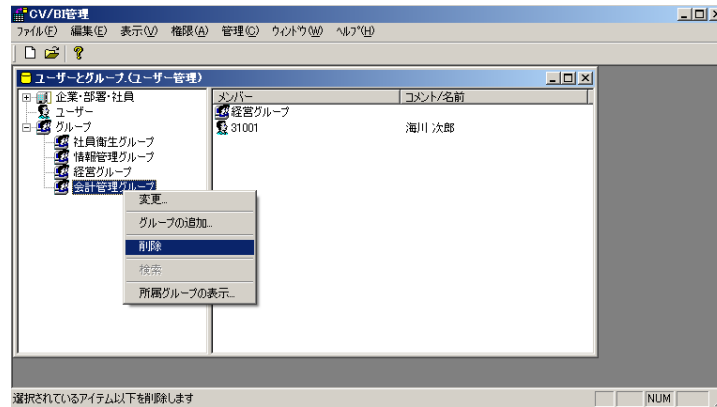 CV/BI管理
ファイル(F) 編集(E) 表示(V) 権限(A) 管理(C) ウィンドウ(W) ヘルプ(H)
ユーザーとグループ.(ユーザー管理)
企業・部署・社員
ユーザー
グループ
社員衛生グループ
情報管理グループ
経営グループ
会計管理グループ
メンバー コメント/名前
経営グループ
31001 海川 次郎
変更...
グループの追加...
削除
検索
所属グループの表示...
選択されているアイテム以下を削除します
NUM